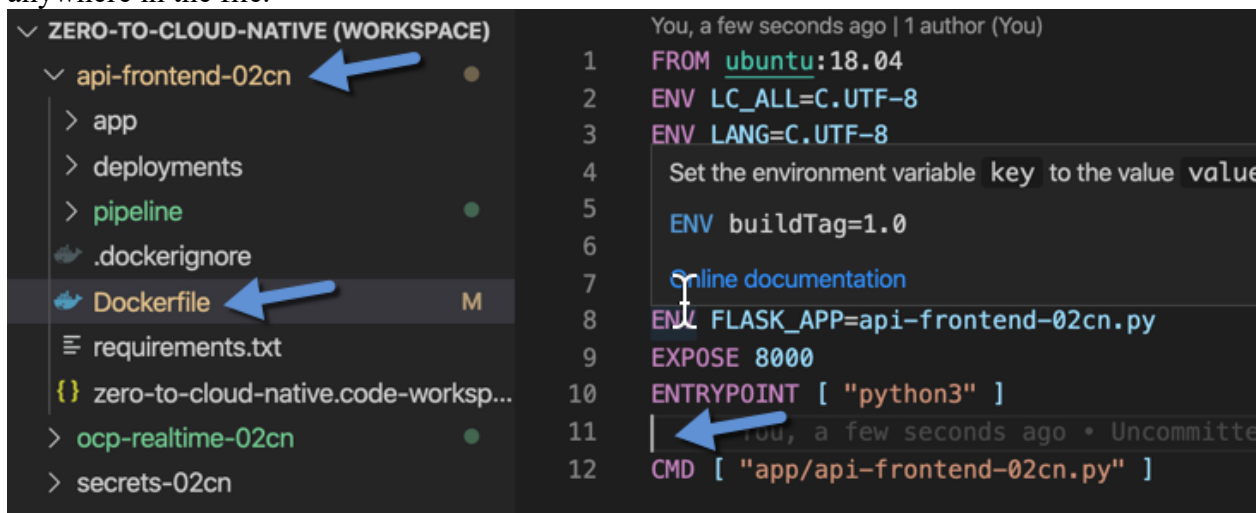 anywhere in the file.
ZERO-TO-CLOUD-NATIVE (WORKSPACE)
api-frontend-02cn
app
deployments
pipeline
.dockerignore
Dockerfile M
requirements.txt
{} zero-to-cloud-native.code-worksp...
ocp-realtime-02cn
secrets-02cn
You, a few seconds ago | 1 author (You)
1 FROM ubuntu:18.04
2 ENV LC_ALL=C.UTF-8
3 ENV LANG=C.UTF-8
4 Set the environment variable key to the value value
5 ENV buildTag=1.0
6
7 Online documentation
8 ENV FLASK_APP=api-frontend-02cn.py
9 EXPOSE 8000
10 ENTRYPOINT [ "python3" ]
11 You, a few seconds ago • Uncommitte
12 CMD [ "app/api-frontend-02cn.py" ]